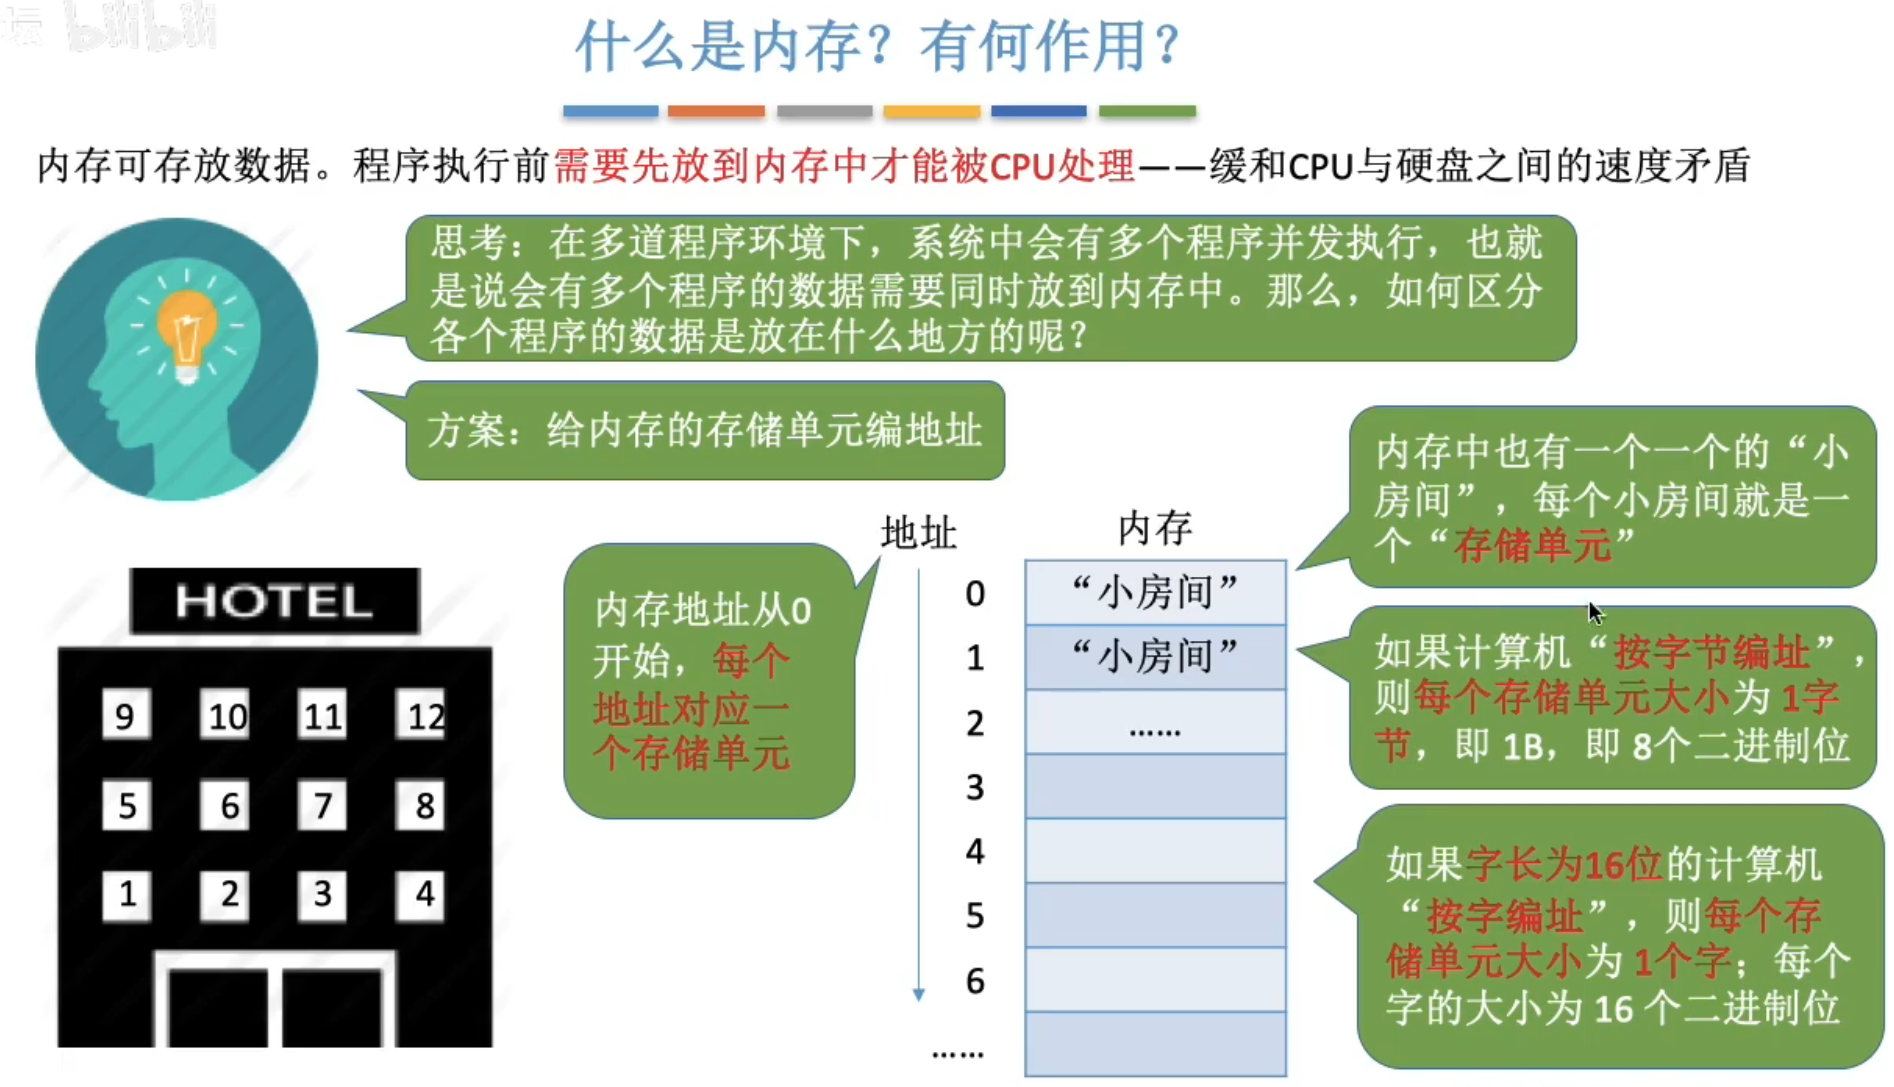 坛 bilibili
什么是内存？有何作用？
内存可存放数据。程序执行前需要先放到内存中才能被CPU处理——缓和CPU与硬盘之间的速度矛盾
思考：在多道程序环境下，系统中会有多个程序并发执行，也就
是说会有多个程序的数据需要同时放到内存中。那么，如何区分
各个程序的数据是放在什么地方的呢？
方案：给内存的存储单元编地址
HOTEL
9 10 11 12
5 6 7 8
1 2 3 4
内存地址从0
开始，每个
地址对应一
个存储单元
地址 内存
0 “小房间”
1 “小房间”
2 ……
3
4
5
6
……
内存中也有一个一个的“小
房间”，每个小房间就是一
个“存储单元”
如果计算机“按字节编址”，
则每个存储单元大小为 1字
节，即 1B，即 8个二进制位
如果字长为16位的计算机
“按字编址”，则每个存
储单元大小为 1个字；每个
字的大小为 16 个二进制位